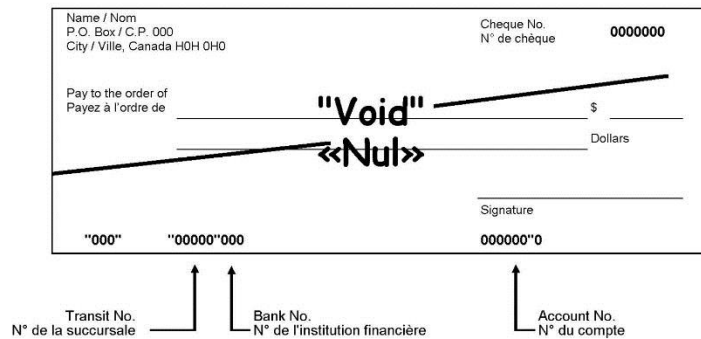 Name / Nom
P.O. Box / C.P. 000
City / Ville, Canada H0H 0H0
Cheque No.
N° de chèque
0000000
Pay to the order of
Payez à l'ordre de
"Void"
$
«Nul»
Dollars
Signature
"000" "00000"000 000000"0
Transit No.
N° de la succursale
Bank No.
N° de l'institution financière
Account No.
N° du compte